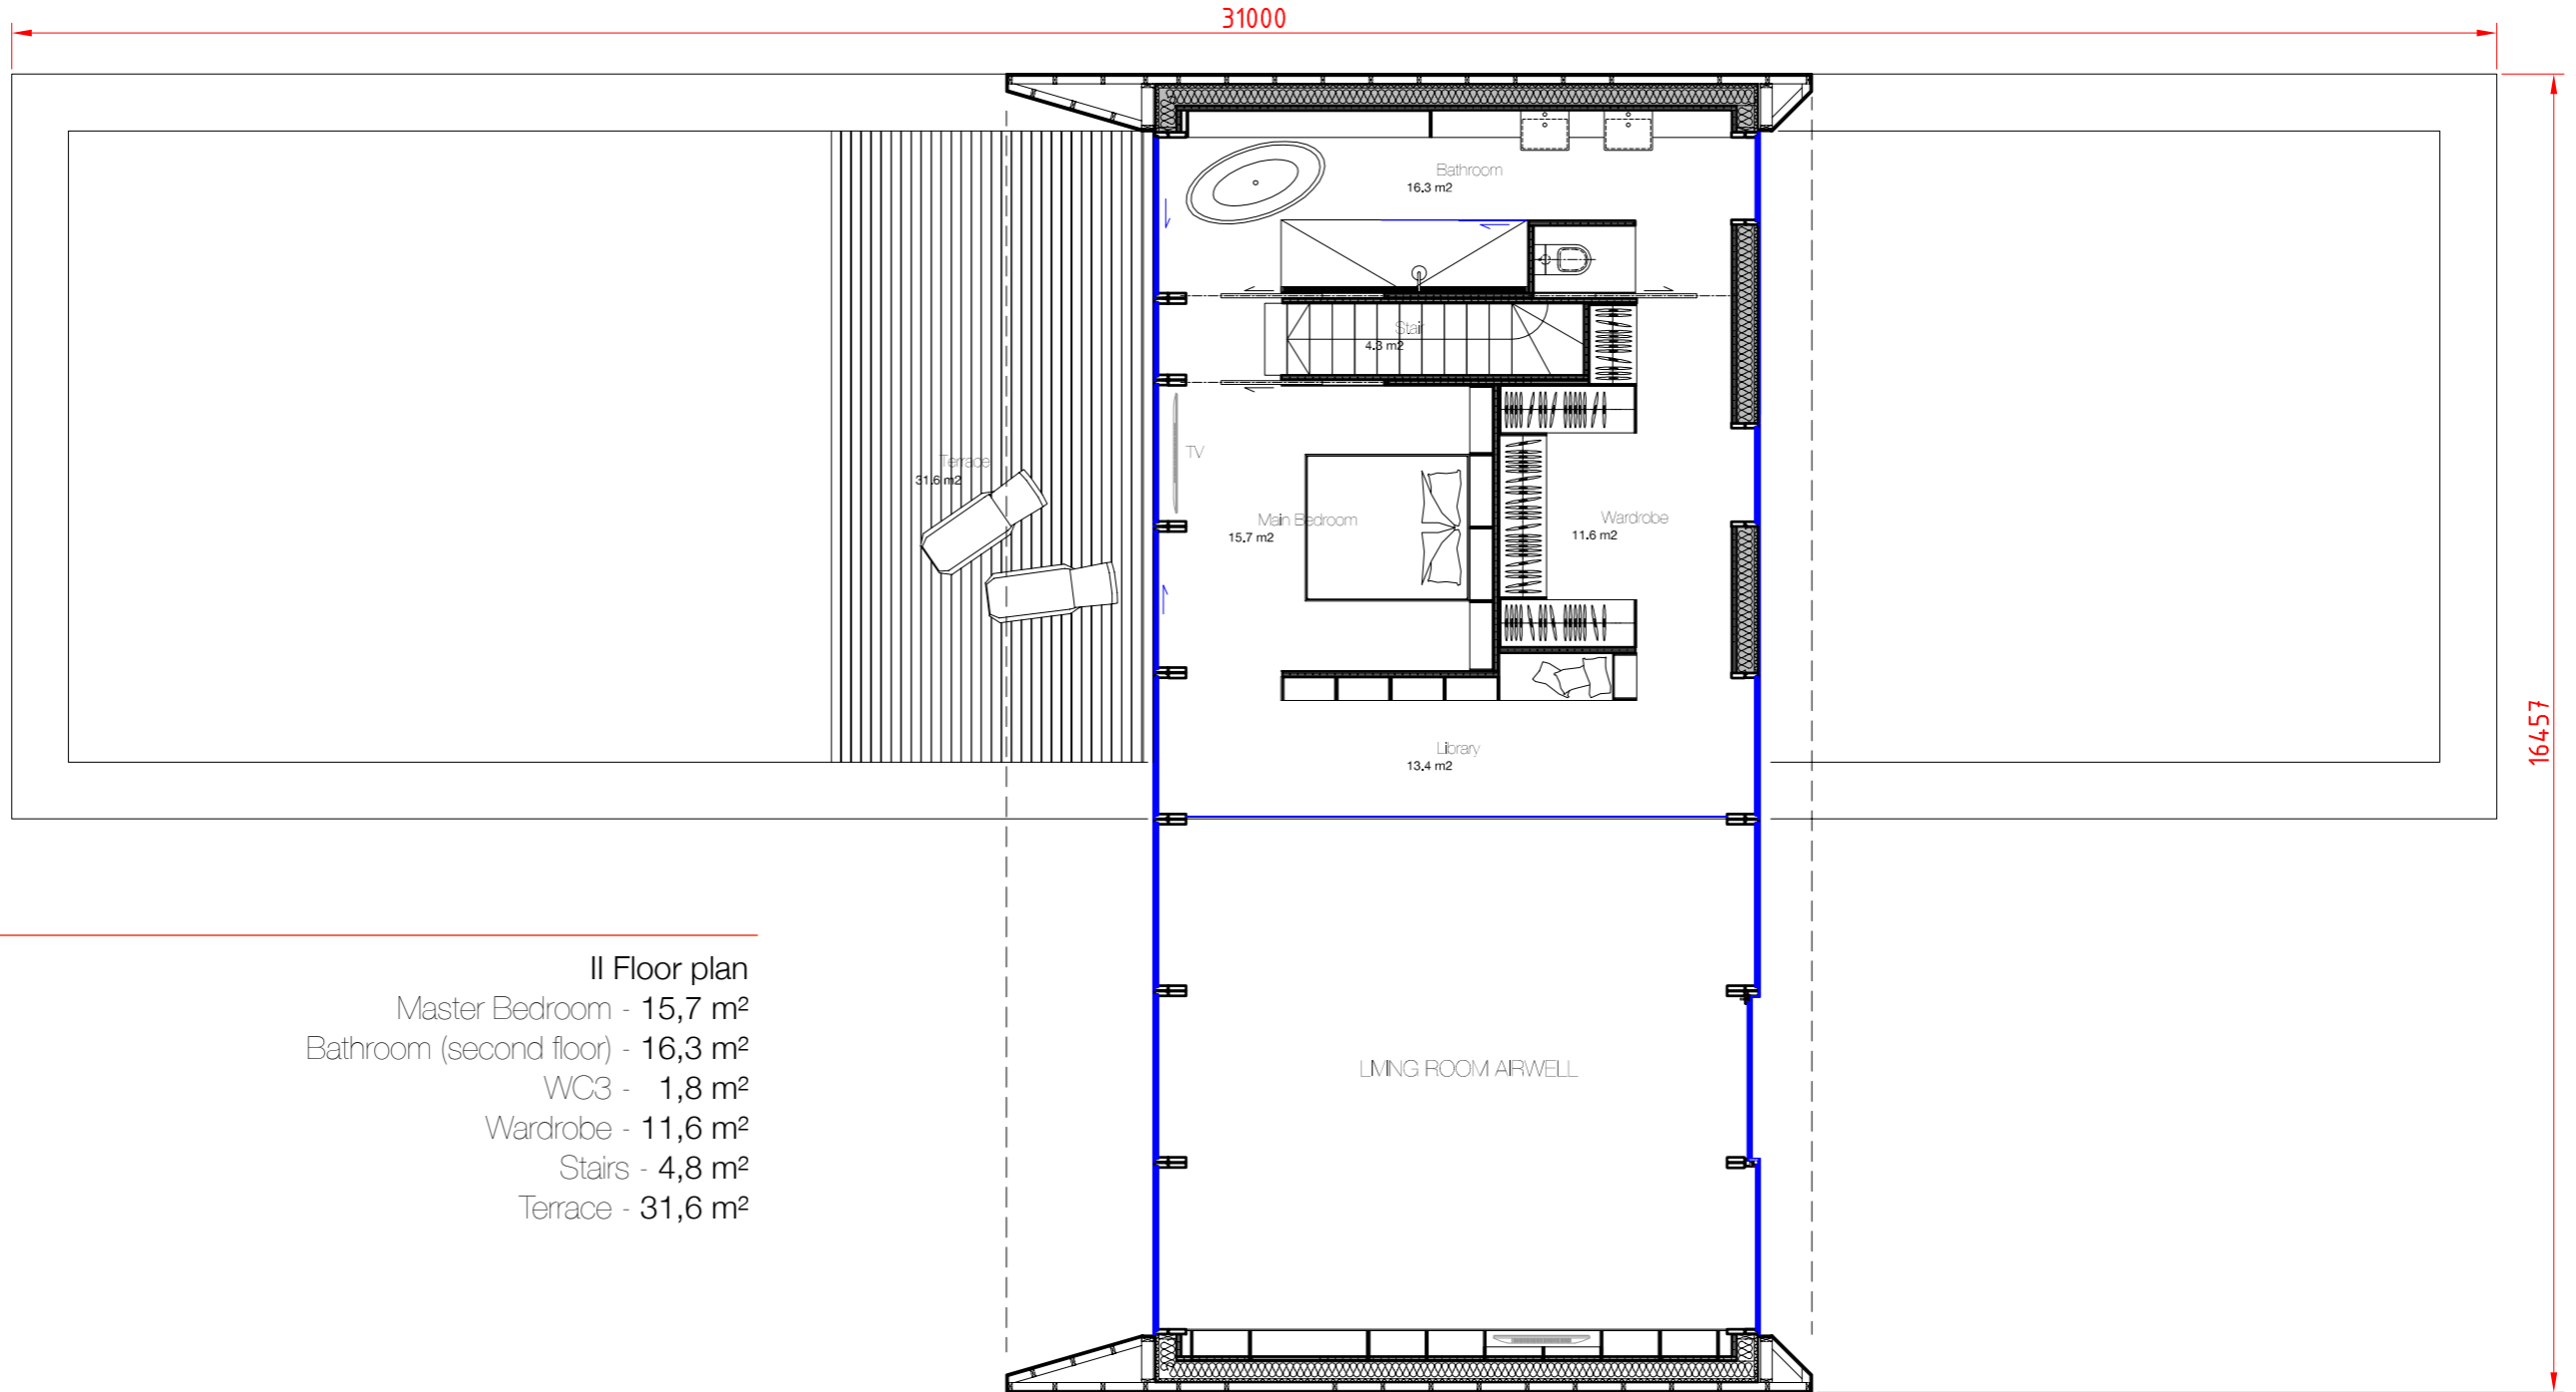 31000
Bathroom
16.3 m2
Stair
4.3 m2
TV
Terrace
31.6 m2
Main Bedroom
15.7 m2
Wardrobe
11.6 m2
16457
Library
13.4 m2
II Floor plan
Master Bedroom - 15,7 m²
Bathroom (second floor) - 16,3 m²
WC3 - 1,8 m²
Wardrobe - 11,6 m²
Stairs - 4,8 m²
Terrace - 31,6 m²
LIVING ROOM AIRWELL